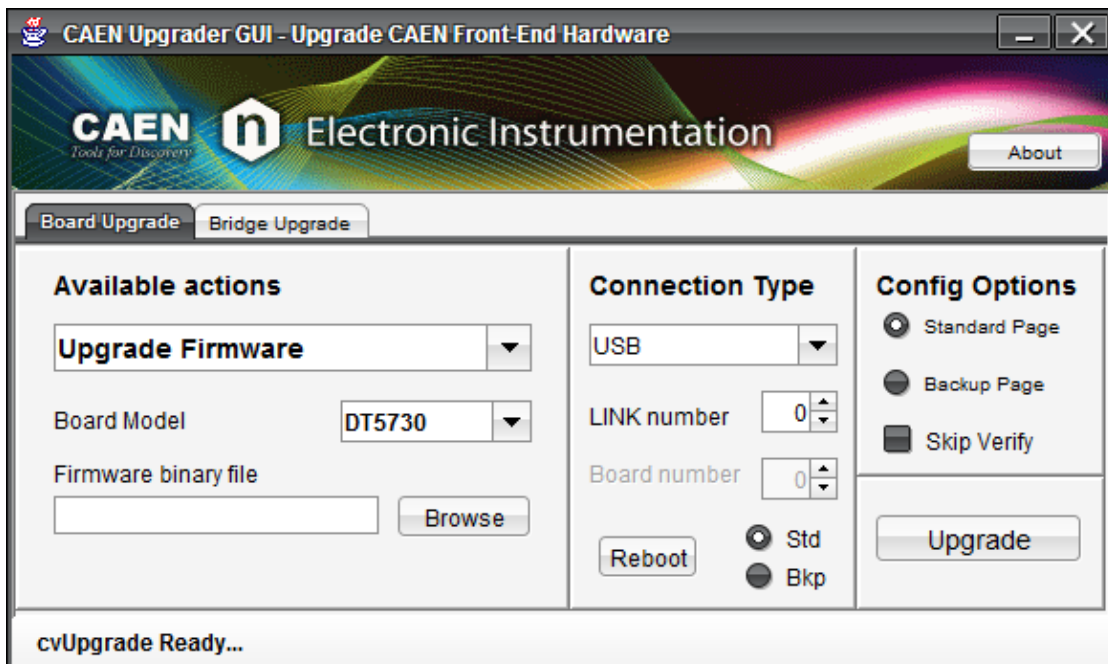 CAEN Upgrader GUI - Upgrade CAEN Front-End Hardware
CAEN
Tools for Discovery
n Electronic Instrumentation
About
Board Upgrade
Bridge Upgrade
Available actions
Upgrade Firmware
Board Model
DT5730
Firmware binary file
Browse
Connection Type
USB
LINK number
0
Board number
0
Reboot
Std
Bkp
Config Options
Standard Page
Backup Page
Skip Verify
Upgrade
cvUpgrade Ready...